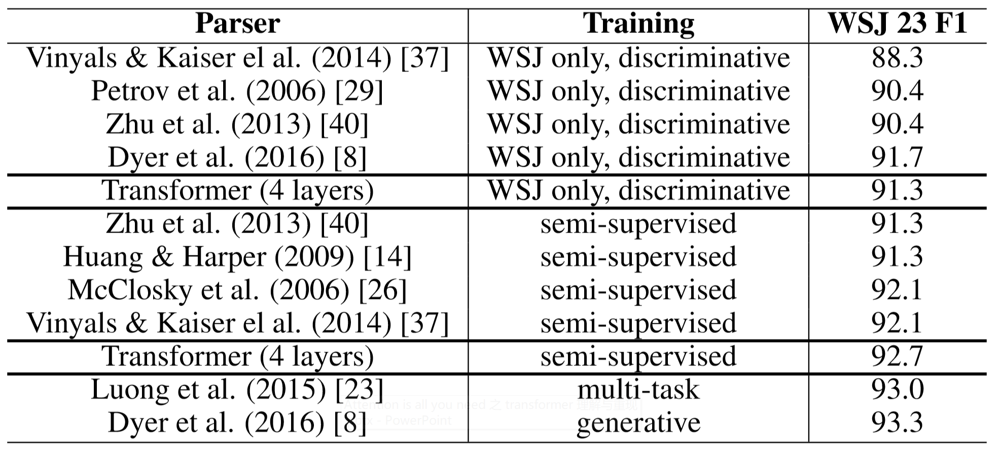 Parser Training WSJ 23 F1
Vinyals & Kaiser el al. (2014) [37] WSJ only, discriminative 88.3
Petrov et al. (2006) [29] WSJ only, discriminative 90.4
Zhu et al. (2013) [40] WSJ only, discriminative 90.4
Dyer et al. (2016) [8] WSJ only, discriminative 91.7
Transformer (4 layers) WSJ only, discriminative 91.3
Zhu et al. (2013) [40] semi-supervised 91.3
Huang & Harper (2009) [14] semi-supervised 91.3
McClosky et al. (2006) [26] semi-supervised 92.1
Vinyals & Kaiser el al. (2014) [37] semi-supervised 92.1
Transformer (4 layers) semi-supervised 92.7
Luong et al. (2015) [23] multi-task 93.0
Attention is all you need 之 transformer 理解与重现
Dyer et al. (2016) [8] generative 93.3
- PowerPoint